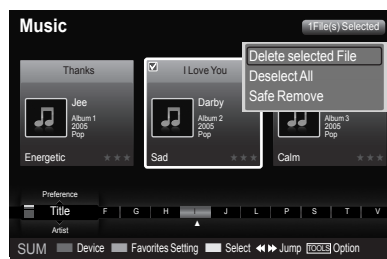 Music
1File(s) Selected
Delete selected File
Deselect All
Safe Remove
Thanks
I Love You
Jee
Album 1
2005
Pop
Darby
Album 2
2005
Pop
Album 3
2005
Pop
Energetic
Sad
Calm
Preference
Title
F G H I J L P S T V
Artist
SUM Device Favorites Setting Select Jump TOOLS Option